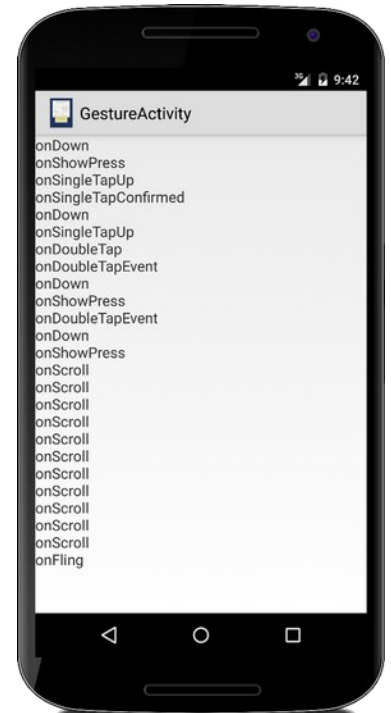 3G 9:42
GestureActivity
onDown
onShowPress
onSingleTapUp
onSingleTapConfirmed
onDown
onSingleTapUp
onDoubleTap
onDoubleTapEvent
onDown
onShowPress
onDoubleTapEvent
onDown
onShowPress
onScroll
onScroll
onScroll
onScroll
onScroll
onScroll
onScroll
onScroll
onScroll
onScroll
onScroll
onFling